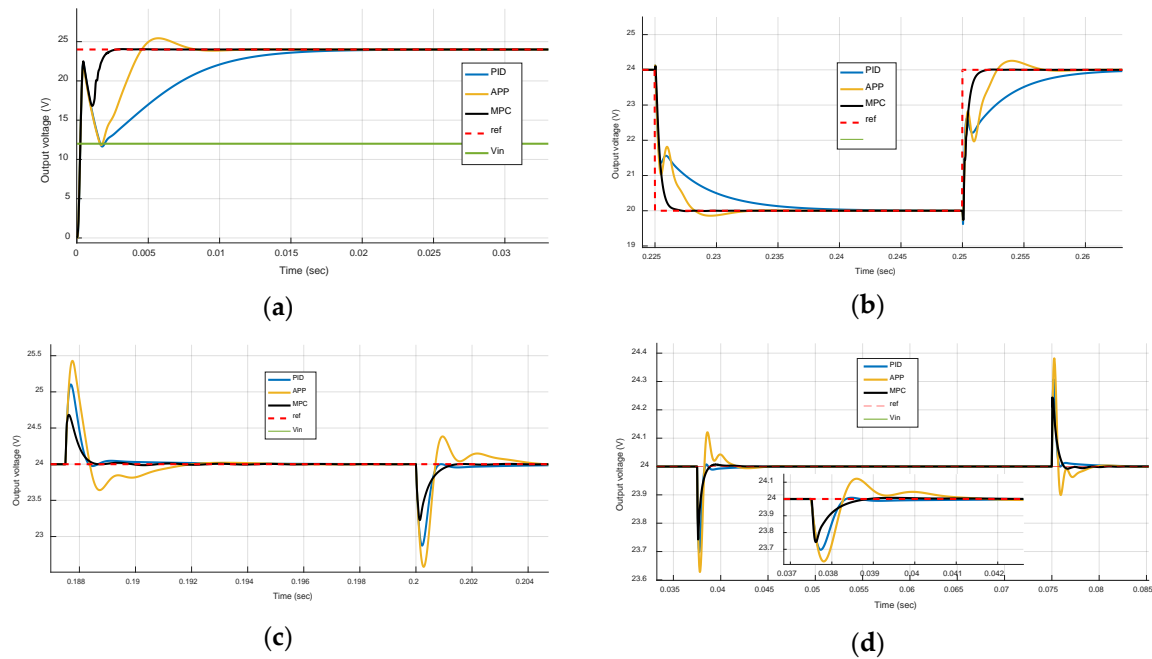 30
25
20
15
10
5
0
Output voltage (V)
0
0.005
0.01
0.015
0.02
0.025
0.03
Time (sec)
PID
APP
MPC
ref
Vin
(a)
25
24
23
22
21
20
19
Output voltage (V)
0.225
0.23
0.235
0.24
0.245
0.25
0.255
0.26
Time (sec)
PID
APP
MPC
ref
(b)
25.5
25
24.5
24
23.5
23
Output voltage (V)
0.188
0.19
0.192
0.194
0.196
0.198
0.2
0.202
0.204
Time (sec)
PID
APP
MPC
ref
Vin
(c)
24.4
24.3
24.2
24.1
24
23.9
23.8
23.7
23.6
Output voltage (V)
PID
APP
MPC
ref
Vin
24.1
24
23.9
23.8
23.7
0.037
0.038
0.039
0.04
0.041
0.042
0.035
0.04
0.045
0.05
0.055
0.06
0.065
0.07
0.075
0.08
0.085
Time (sec)
(d)